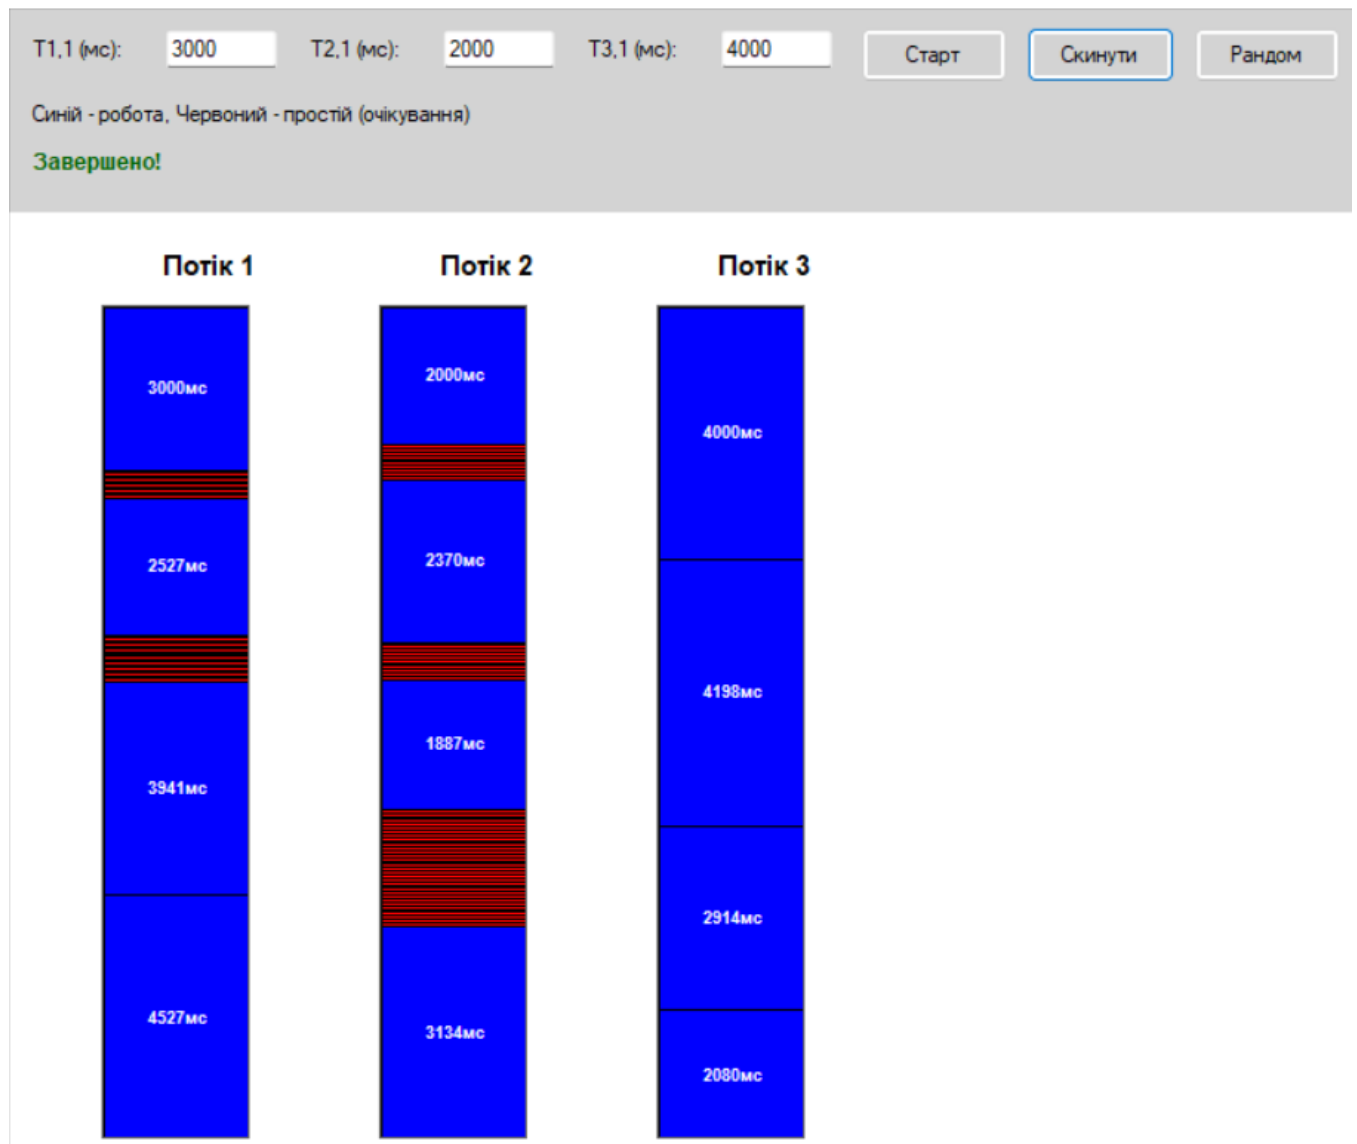 T1,1 (мс): 3000 T2,1 (мс): 2000 T3,1 (мс): 4000 Старт Скинути Рандом
Синій - робота, Червоний - простій (очікування)
Завершено!
Потік 1 Потік 2 Потік 3
3000мс
2527мс
3941мс
4527мс
2000мс
2370мс
1887мс
3134мс
4000мс
4198мс
2914мс
2080мс